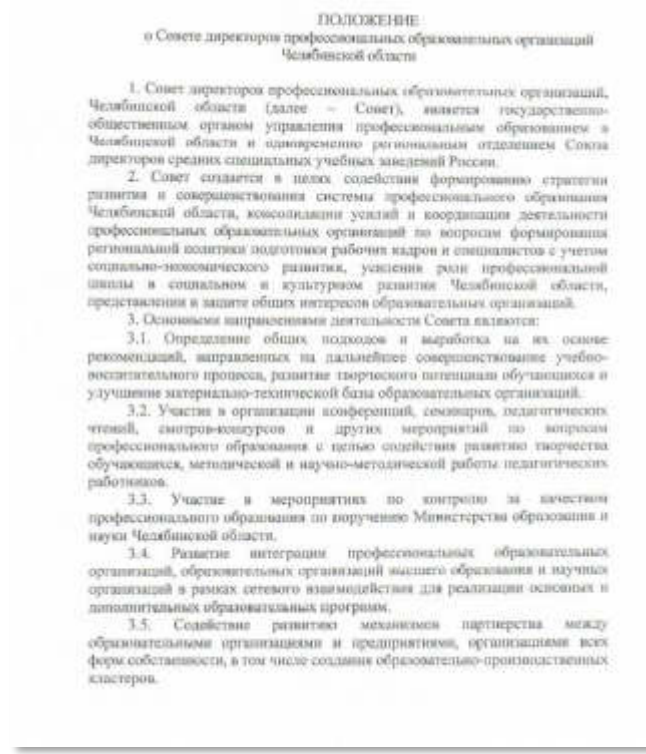 ПОЛОЖЕНИЕ
о Совете директоров профессиональных образовательных организаций
Челябинской области
1. Совет директоров профессиональных образовательных организаций,
Челябинской области (далее – Совет), является государственно-
общественным органом управления профессиональным образованием в
Челябинской области и одновременно региональным отделением Союза
директоров средних специальных учебных заведений России.
2. Совет создается в целях содействия формированию стратегии
развития и совершенствования системы профессионального образования
Челябинской области, консолидации усилий и координации деятельности
профессиональных образовательных организаций по вопросам формирования
региональной политики подготовки рабочих кадров и специалистов с учетом
социально-экономического развития, усиления роли профессиональной
школы в социальном и культурном развитии Челябинской области,
представлении и защите общих интересов образовательных организаций.
3. Основными направлениями деятельности Совета являются:
3.1. Определение общих подходов и выработка на их основе
рекомендаций, направленных на дальнейшее совершенствование учебно-
воспитательного процесса, развитие творческого потенциала обучающихся и
улучшение материально-технической базы образовательных организаций.
3.2. Участие в организации конференций, семинаров, педагогических
чтений, смотров-конкурсов и других мероприятий по вопросам
профессионального образования с целью содействия развитию творчества
обучающихся, методической и научно-методической работы педагогических
работников.
3.3. Участие в мероприятиях по контролю за качеством
профессионального образования по поручению Министерства образования и
науки Челябинской области.
3.4. Развитие интеграции профессиональных образовательных
организаций, образовательных организаций высшего образования и научных
организаций в рамках сетевого взаимодействия для реализации основных и
дополнительных образовательных программ.
3.5. Содействие развитию механизмов партнерства между
образовательными организациями и предприятиями, организациями всех
форм собственности, в том числе создания образовательно-производственных
кластеров.